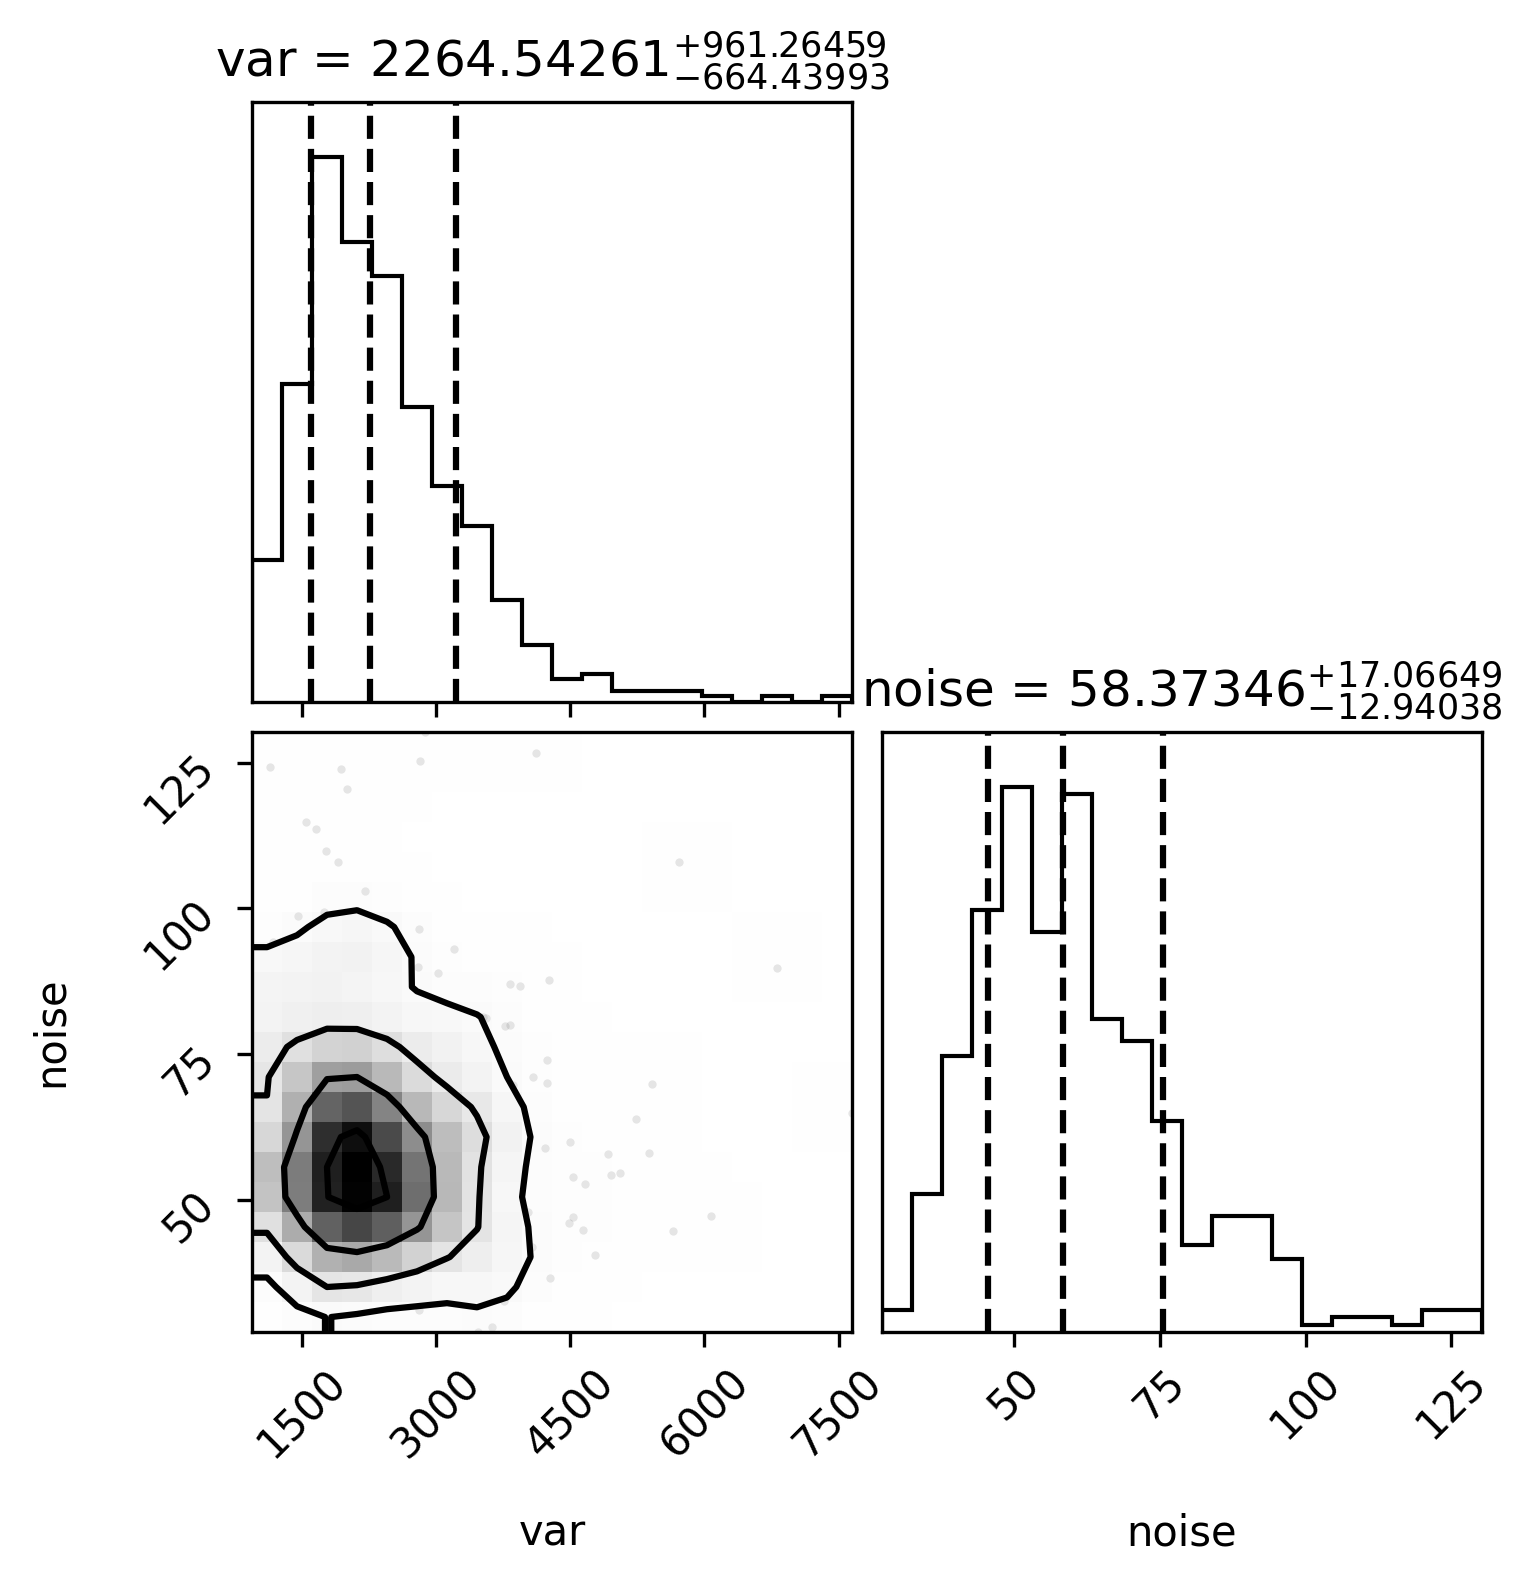 var = 2264.54261+961.26459−664.43993
noise = 58.37346+17.06649−12.94038
125
100
75
50
noise
1500 3000 4500 6000 7500
50 75 100 125
var
noise